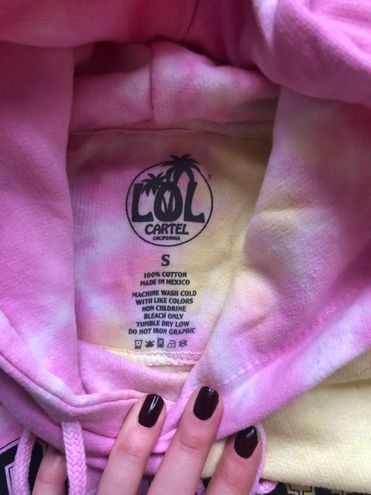 LOL
CARTEL
CALIFORNIA
S
100% COTTON
MADE IN MEXICO
MACHINE WASH COLD
WITH LIKE COLORS
NON CHLORINE
BLEACH ONLY
TUMBLE DRY LOW
DO NOT IRON GRAPHIC